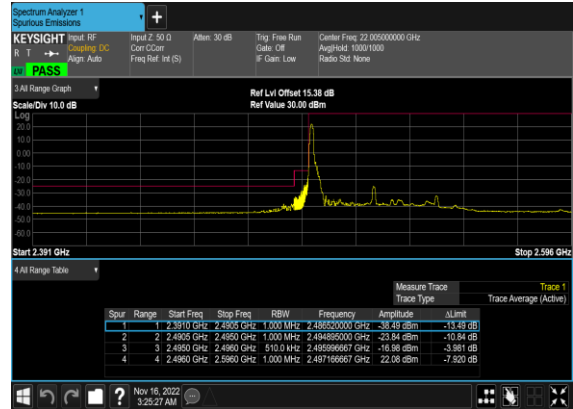 Spectrum Analyzer 1
Spurious Emissions
KEYSIGHT Input: RF Input Z: 50 Ω Atten: 30 dB Trig: Free Run Center Freq: 22.005000000 GHz
R T Coupling: DC Corr CCorr Gate: Off Avg|Hold: 1000/1000
Align: Auto Freq Ref: Int (S) IF Gain: Low Radio Std: None
PASS
3 All Range Graph
Ref Lvl Offset 15.38 dB
Scale/Div 10.0 dB Ref Value 30.00 dBm
Log
20.0
10.0
0.00
-10.0
-20.0
-30.0
-40.0
-50.0
-60.0
Start 2.391 GHz Stop 2.596 GHz
4 All Range Table
Measure Trace Trace 1
Trace Type Trace Average (Active)
Spur Range Start Freq Stop Freq RBW Frequency Amplitude ΔLimit
1 1 2.3910 GHz 2.4905 GHz 1.000 MHz 2.486520000 GHz -38.49 dBm -13.49 dB
2 2 2.4905 GHz 2.4950 GHz 1.000 MHz 2.494895000 GHz -23.84 dBm -10.84 dB
3 3 2.4950 GHz 2.4960 GHz 510.0 kHz 2.495996667 GHz -16.98 dBm -3.981 dB
4 4 2.4960 GHz 2.5960 GHz 1.000 MHz 2.497166667 GHz 22.08 dBm -7.920 dB
? Nov 16, 2022
3:25:27 AM